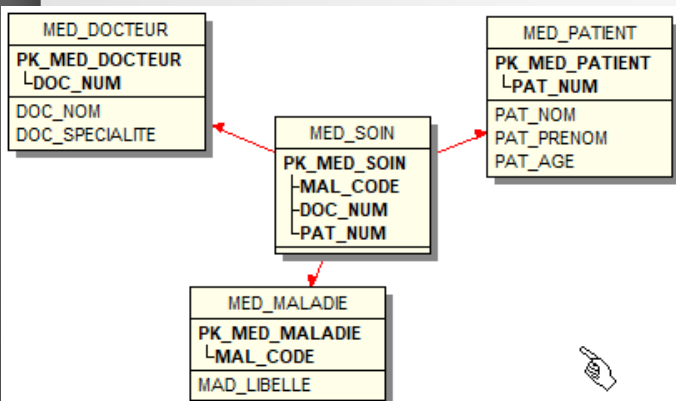 MED_DOCTEUR
PK_MED_DOCTEUR
DOC_NUM
DOC_NOM
DOC_SPECIALITE
MED_PATIENT
PK_MED_PATIENT
PAT_NUM
PAT_NOM
PAT_PRENOM
PAT_AGE
MED_SOIN
PK_MED_SOIN
MAL_CODE
DOC_NUM
PAT_NUM
MED_MALADIE
PK_MED_MALADIE
MAL_CODE
MAD_LIBELLE